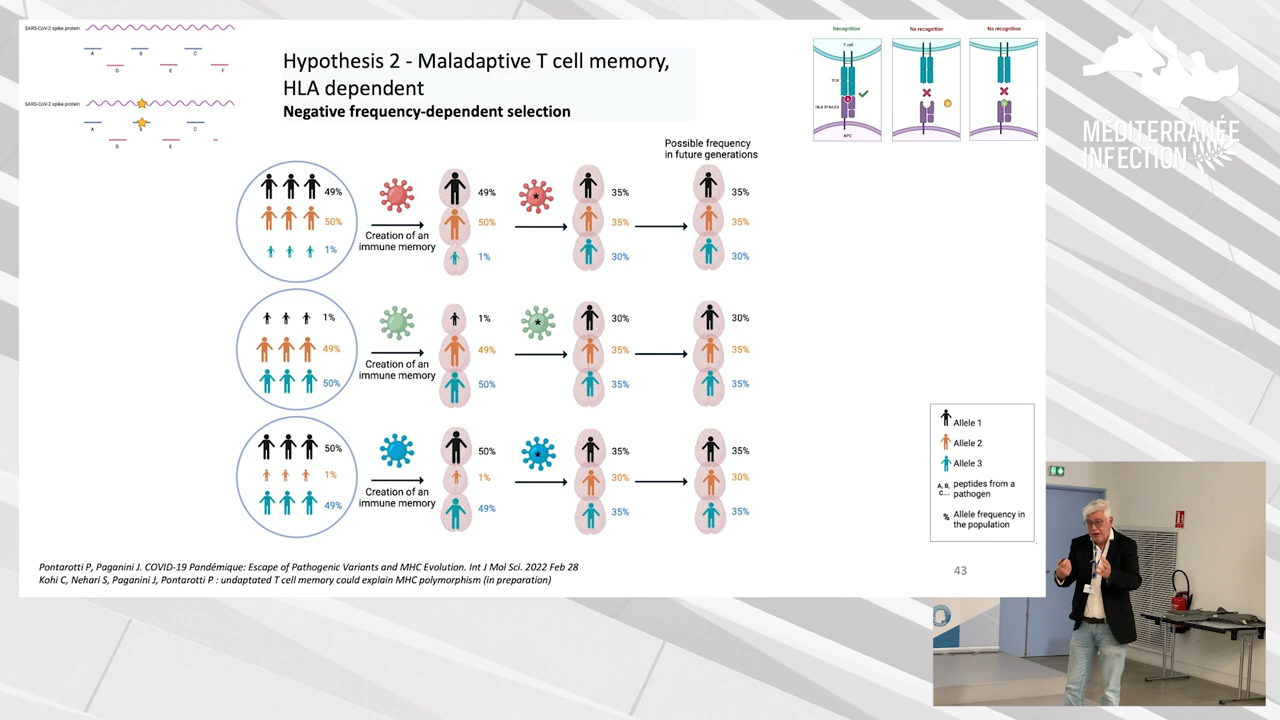 SARS-CoV-2 spike protein
A B C
D E F
SARS-CoV-2 spike protein
A B C
D E
Hypothesis 2 - Maladaptive T cell memory,
HLA dependent
Negative frequency-dependent selection
Recognition
No recognition
No recognition
T cell
TCR
APC
MÉDITERRANÉE
INFECTION
Possible frequency
in future generations
49% 49% 35% 35%
50% 50% 35% 35%
Creation of an
immune memory
1% 1% 30% 30%
1% 1% 30% 30%
49% 49% 35% 35%
Creation of an
immune memory
50% 50% 35% 35%
50% 50% 35% 35%
1% 1% 30% 30%
Creation of an
immune memory
49% 49% 35% 35%
Allele 1
Allele 2
Allele 3
A, B, C.... peptides from a
pathogen
% Allele frequency in
the population
Pontarotti P, Paganini J. COVID-19 Pandémique: Escape of Pathogenic Variants and MHC Evolution. Int J Mol Sci. 2022 Feb 28
Kohi C, Nehari S, Paganini J, Pontarotti P : undaptated T cell memory could explain MHC polymorphism (in preparation)
43